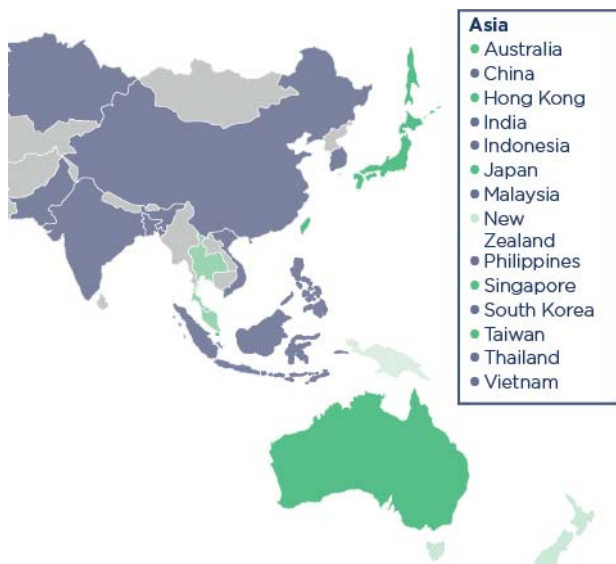 Asia
Australia
China
Hong Kong
India
Indonesia
Japan
Malaysia
New
Zealand
Philippines
Singapore
South Korea
Taiwan
Thailand
Vietnam